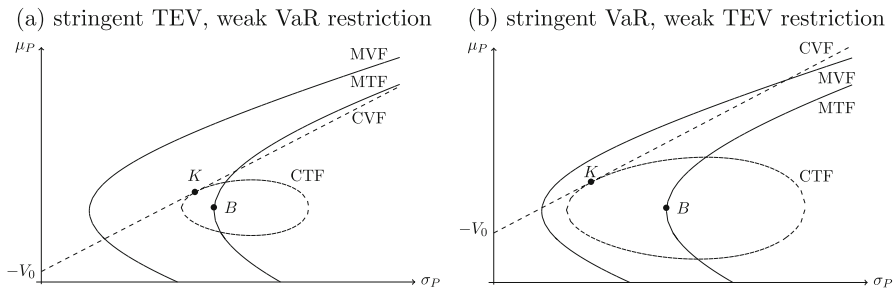 (a) stringent TEV, weak VaR restriction
μP
MVF
MTF
CVF
K
CTF
B
−V0
σP
(b) stringent VaR, weak TEV restriction
μP
CVF
MVF
MTF
K
CTF
B
−V0
σP